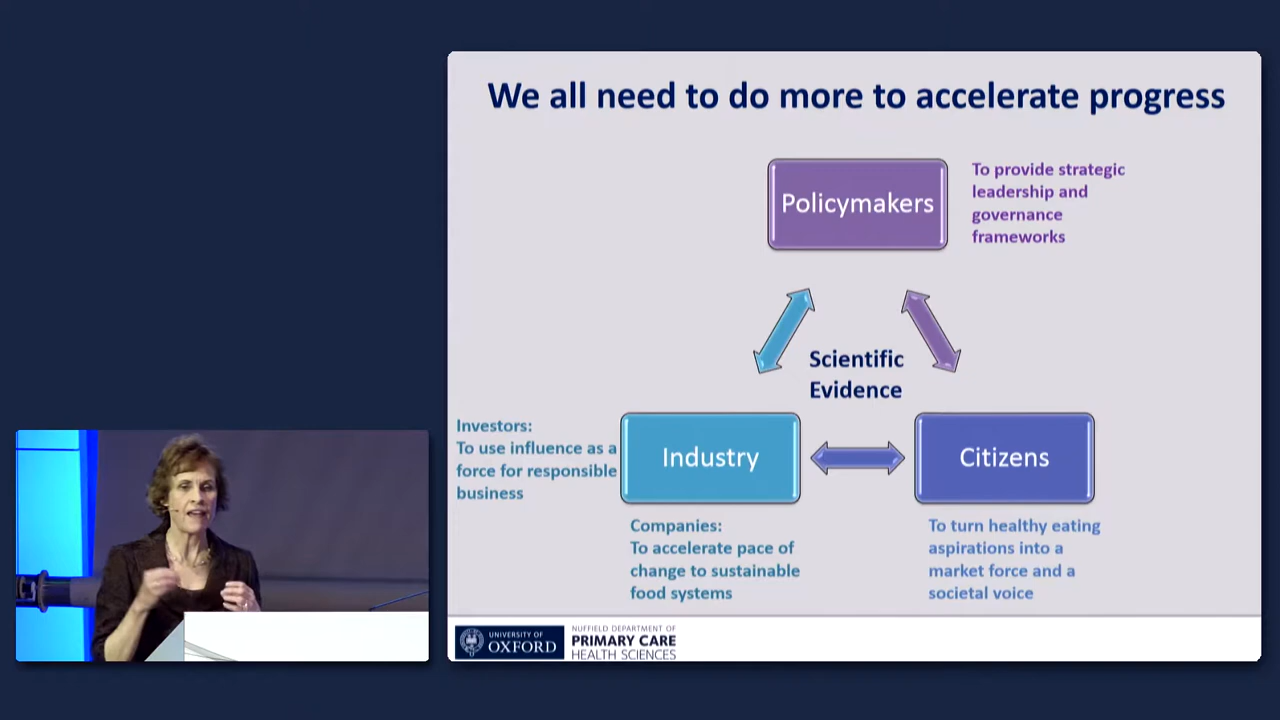 We all need to do more to accelerate progress
Policymakers
To provide strategic
leadership and
governance
frameworks
Scientific
Evidence
Investors:
To use influence as a
force for responsible
business
Industry
Citizens
Companies:
To accelerate pace of
change to sustainable
food systems
To turn healthy eating
aspirations into a
market force and a
societal voice
UNIVERSITY OF
OXFORD
NUFFIELD DEPARTMENT OF
PRIMARY CARE
HEALTH SCIENCES